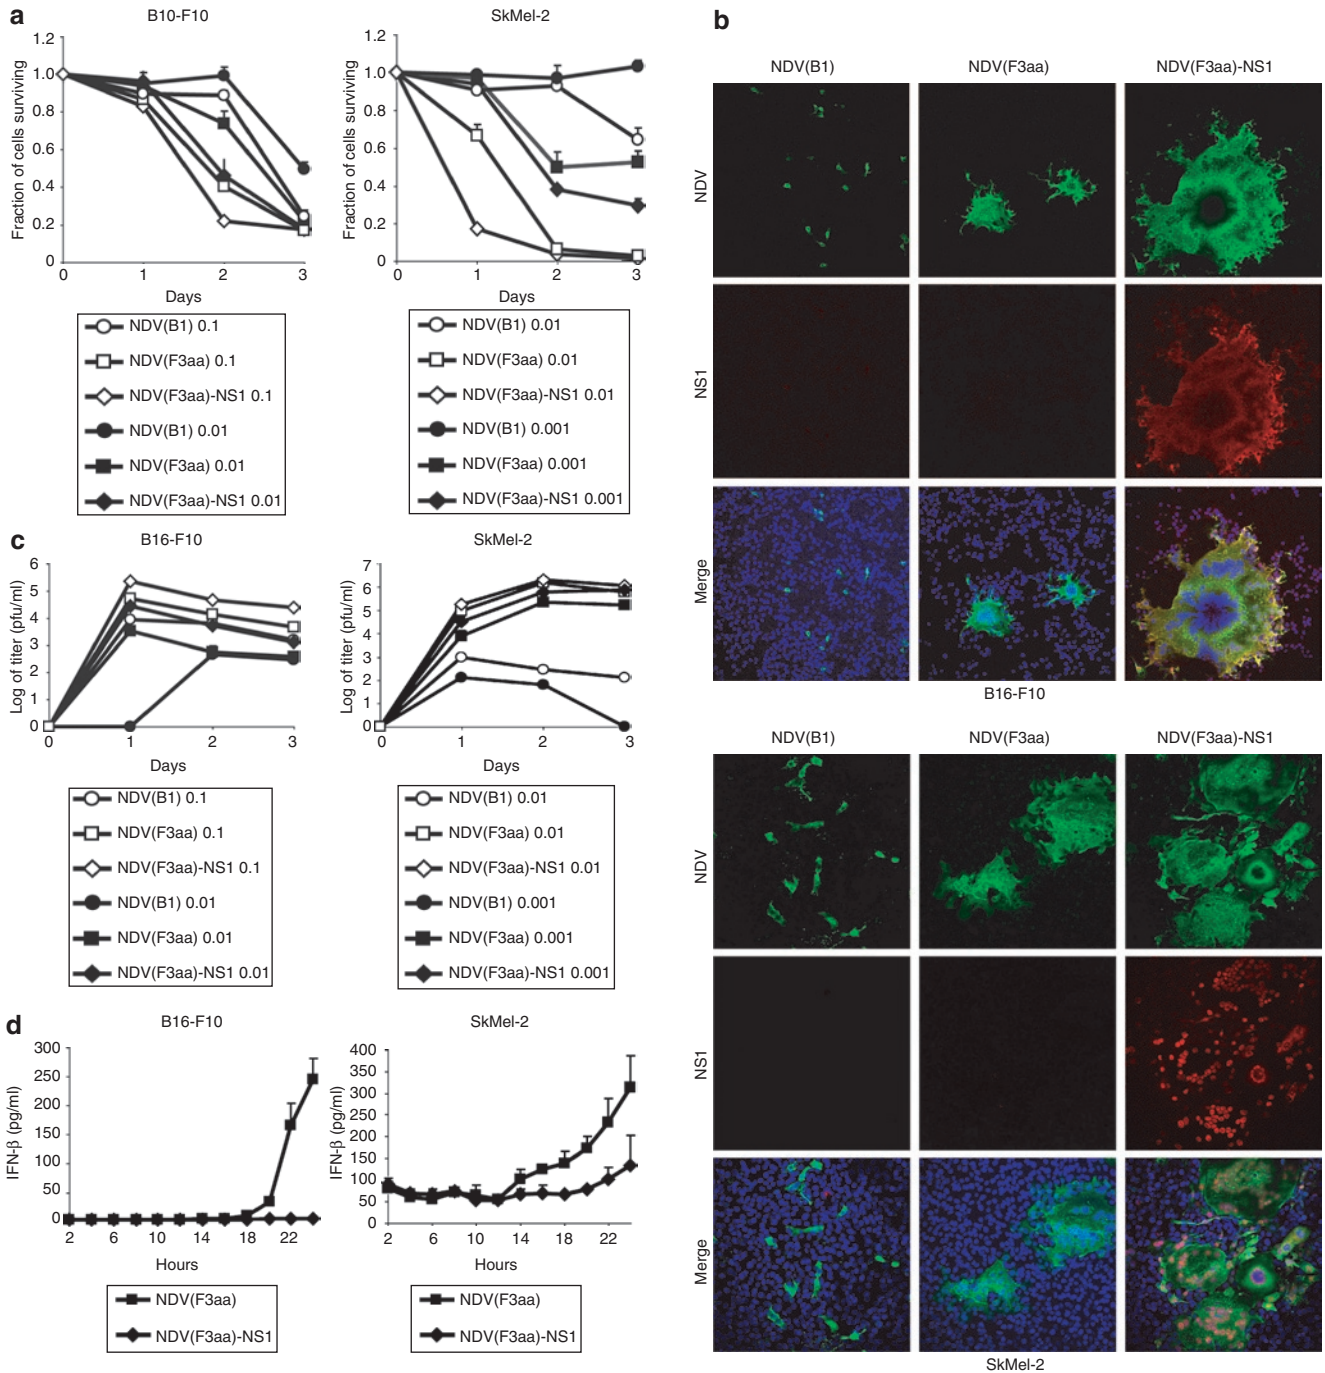 a
B10-F10
Fraction of cells surviving
1.2
1.0
0.8
0.6
0.4
0.2
0
0 1 2 3
Days
NDV(B1) 0.1
NDV(F3aa) 0.1
NDV(F3aa)-NS1 0.1
NDV(B1) 0.01
NDV(F3aa) 0.01
NDV(F3aa)-NS1 0.01
SkMel-2
Fraction of cells surviving
1.2
1.0
0.8
0.6
0.4
0.2
0
0 1 2 3
Days
NDV(B1) 0.01
NDV(F3aa) 0.01
NDV(F3aa)-NS1 0.01
NDV(B1) 0.001
NDV(F3aa) 0.001
NDV(F3aa)-NS1 0.001
b
NDV(B1) NDV(F3aa) NDV(F3aa)-NS1
NDV
NS1
Merge
B16-F10
NDV(B1) NDV(F3aa) NDV(F3aa)-NS1
NDV
NS1
Merge
SkMel-2
c
B16-F10
Log of titer (pfu/ml)
6
5
4
3
2
1
0
0 1 2 3
Days
NDV(B1) 0.1
NDV(F3aa) 0.1
NDV(F3aa)-NS1 0.1
NDV(B1) 0.01
NDV(F3aa) 0.01
NDV(F3aa)-NS1 0.01
SkMel-2
Log of titer (pfu/ml)
7
6
5
4
3
2
1
0
0 1 2 3
Days
NDV(B1) 0.01
NDV(F3aa) 0.01
NDV(F3aa)-NS1 0.01
NDV(B1) 0.001
NDV(F3aa) 0.001
NDV(F3aa)-NS1 0.001
d
B16-F10
IFN-β (pg/ml)
300
250
200
150
100
50
0
2 6 10 14 18 22
Hours
NDV(F3aa)
NDV(F3aa)-NS1
SkMel-2
IFN-β (pg/ml)
400
350
300
250
200
150
100
50
0
2 6 10 14 18 22
Hours
NDV(F3aa)
NDV(F3aa)-NS1